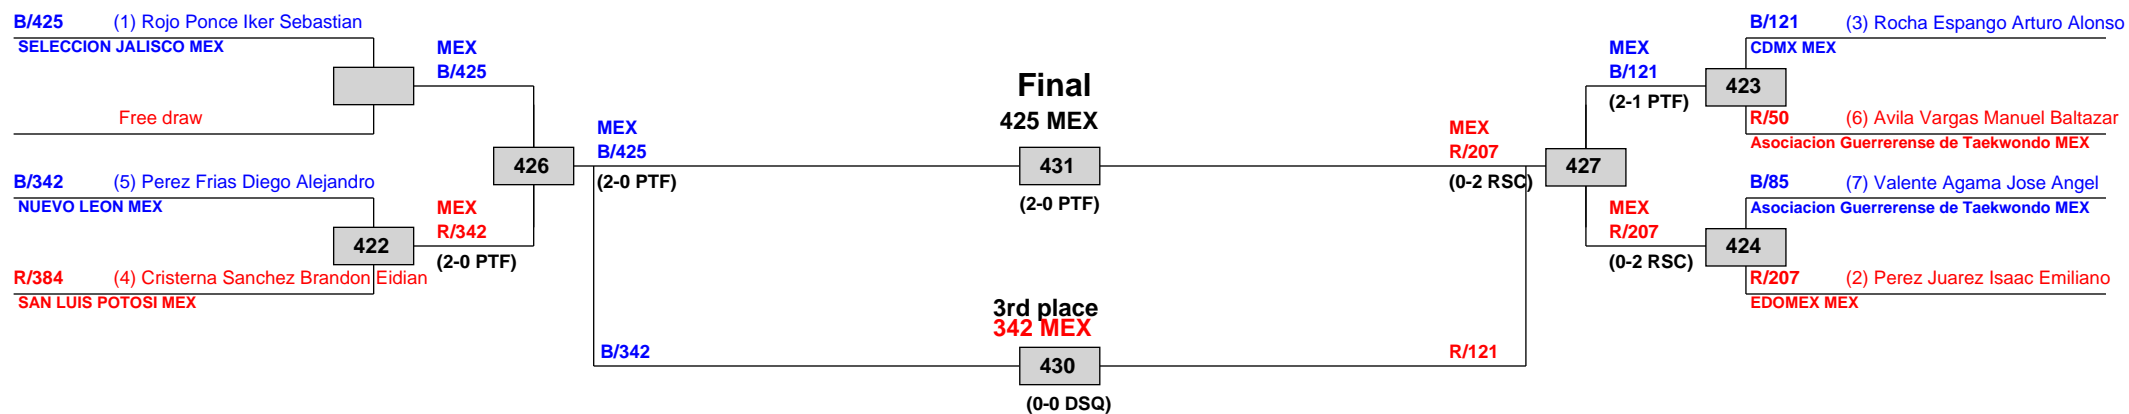 B/425 (1) Rojo Ponce Iker Sebastian
SELECCION JALISCO MEX
Free draw
MEX
B/425
B/342 (5) Perez Frias Diego Alejandro
NUEVO LEON MEX
422
MEX
R/342
(2-0 PTF)
R/384 (4) Cristerna Sanchez Brandon Eidian
SAN LUIS POTOSI MEX
426
MEX
B/425
(2-0 PTF)
Final
425 MEX
431
(2-0 PTF)
3rd place
342 MEX
B/342
430
R/121
(0-0 DSQ)
MEX
R/207
(0-2 RSC)
427
MEX
B/121
(2-1 PTF)
MEX
R/207
(0-2 RSC)
B/121 (3) Rocha Espango Arturo Alonso
CDMX MEX
423
R/50 (6) Avila Vargas Manuel Baltazar
Asociacion Guerrerense de Taekwondo MEX
B/85 (7) Valente Agama Jose Angel
Asociacion Guerrerense de Taekwondo MEX
424
R/207 (2) Perez Juarez Isaac Emiliano
EDOMEX MEX